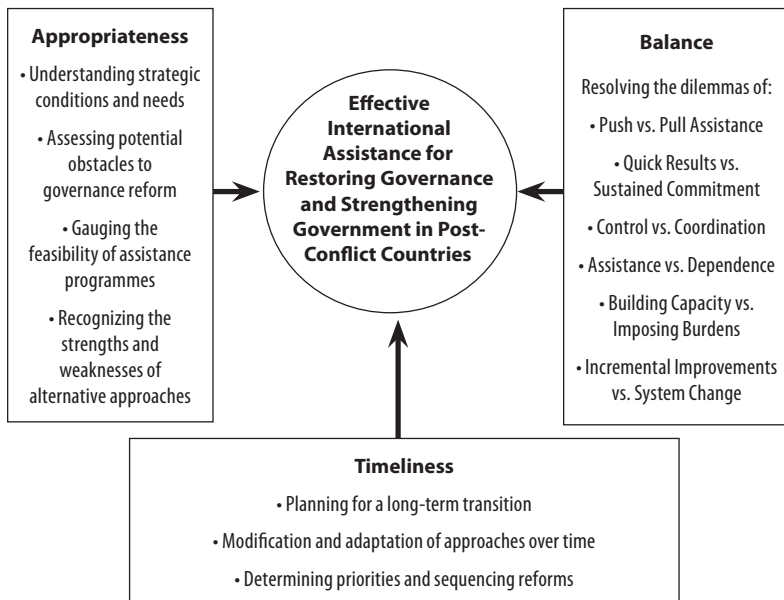 Appropriateness
• Understanding strategic
conditions and needs
• Assessing potential
obstacles to
governance reform
• Gauging the
feasibility of assistance
programmes
• Recognizing the
strengths and
weaknesses of
alternative approaches
Effective
International
Assistance for
Restoring Governance
and Strengthening
Government in Post-
Conflict Countries
Balance
Resolving the dilemmas of:
• Push vs. Pull Assistance
• Quick Results vs.
Sustained Commitment
• Control vs. Coordination
• Assistance vs. Dependence
• Building Capacity vs.
Imposing Burdens
• Incremental Improvements
vs. System Change
Timeliness
• Planning for a long-term transition
• Modification and adaptation of approaches over time
• Determining priorities and sequencing reforms